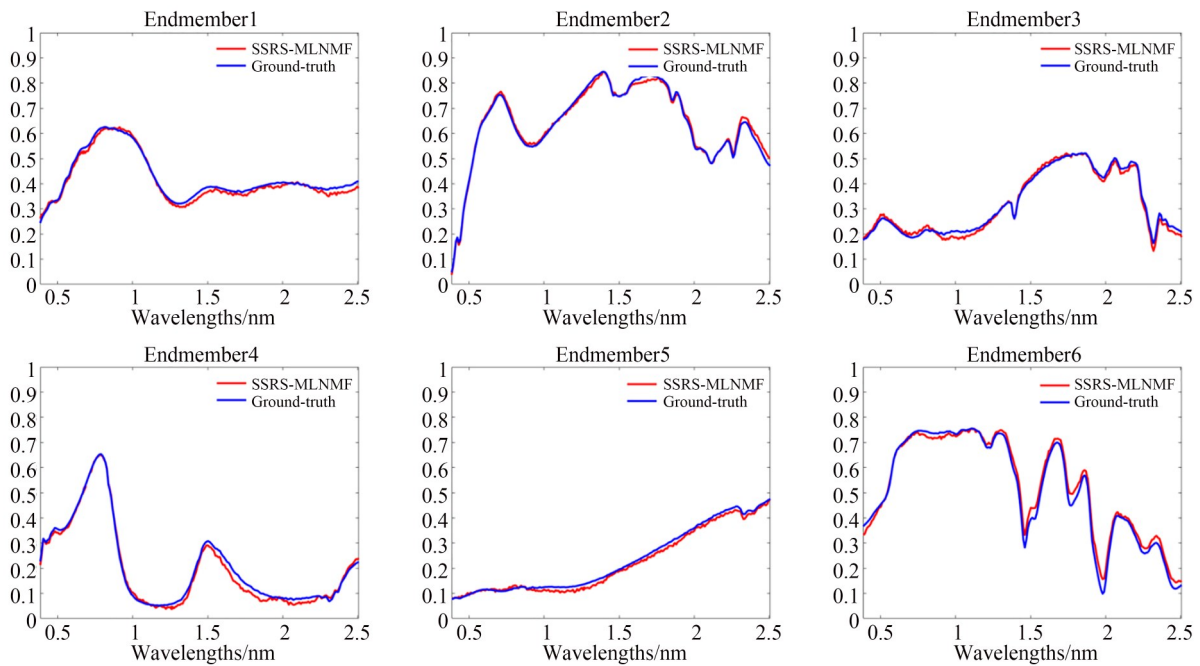 Endmember1
1
0.9
0.8
0.7
0.6
0.5
0.4
0.3
0.2
0.1
0
SSRS-MLNMF
Ground-truth
0.5 1 1.5 2 2.5
Wavelengths/nm
Endmember2
1
0.9
0.8
0.7
0.6
0.5
0.4
0.3
0.2
0.1
0
SSRS-MLNMF
Ground-truth
0.5 1 1.5 2 2.5
Wavelengths/nm
Endmember3
1
0.9
0.8
0.7
0.6
0.5
0.4
0.3
0.2
0.1
0
SSRS-MLNMF
Ground-truth
0.5 1 1.5 2 2.5
Wavelengths/nm
Endmember4
1
0.9
0.8
0.7
0.6
0.5
0.4
0.3
0.2
0.1
0
SSRS-MLNMF
Ground-truth
0.5 1 1.5 2 2.5
Wavelengths/nm
Endmember5
1
0.9
0.8
0.7
0.6
0.5
0.4
0.3
0.2
0.1
0
SSRS-MLNMF
Ground-truth
0.5 1 1.5 2 2.5
Wavelengths/nm
Endmember6
1
0.9
0.8
0.7
0.6
0.5
0.4
0.3
0.2
0.1
0
SSRS-MLNMF
Ground-truth
0.5 1 1.5 2 2.5
Wavelengths/nm